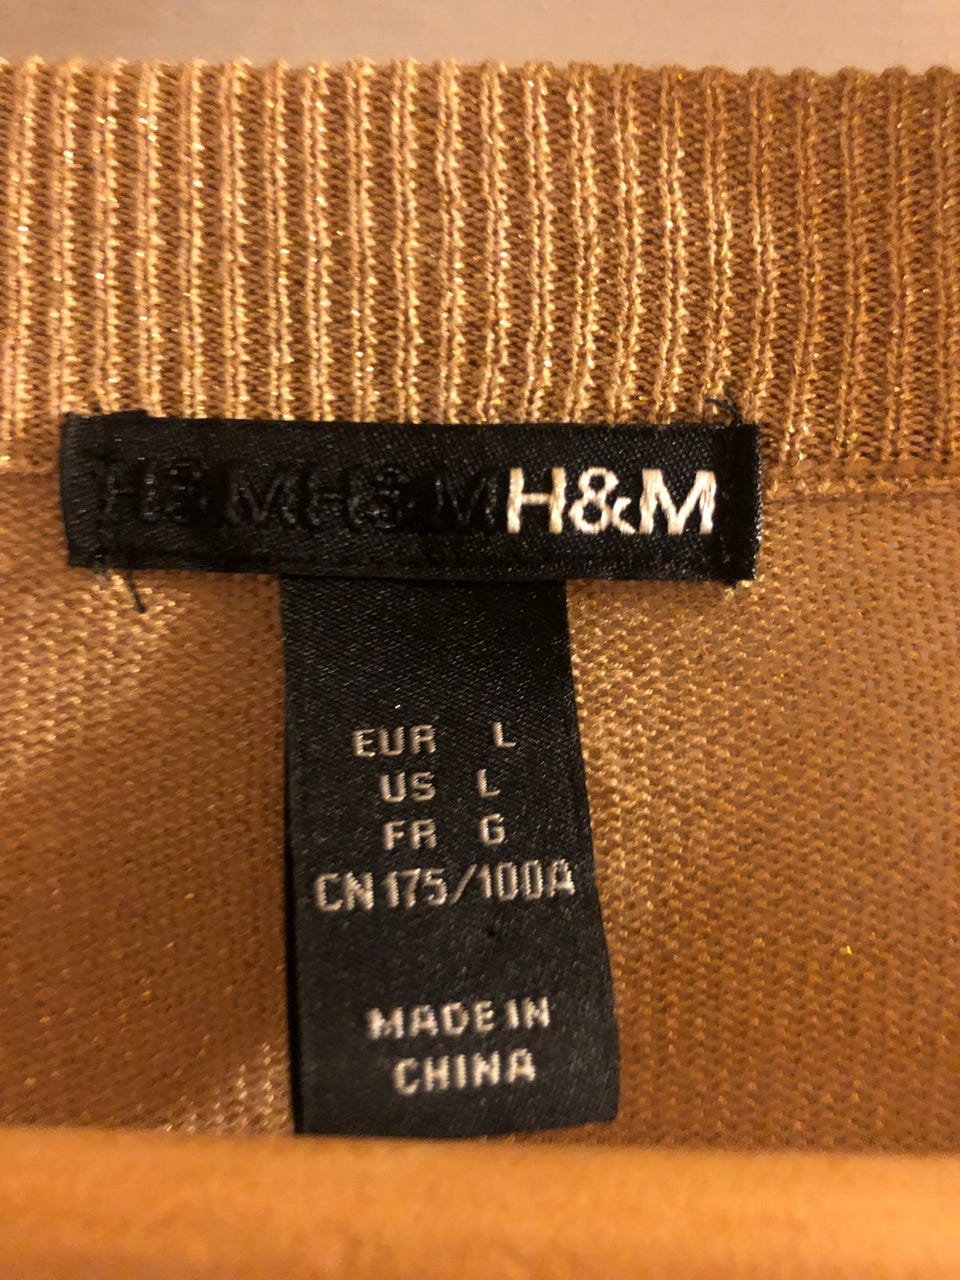 H&M H&M H&M
EUR L
US L
FR G
CN 175/100A
MADE IN
CHINA